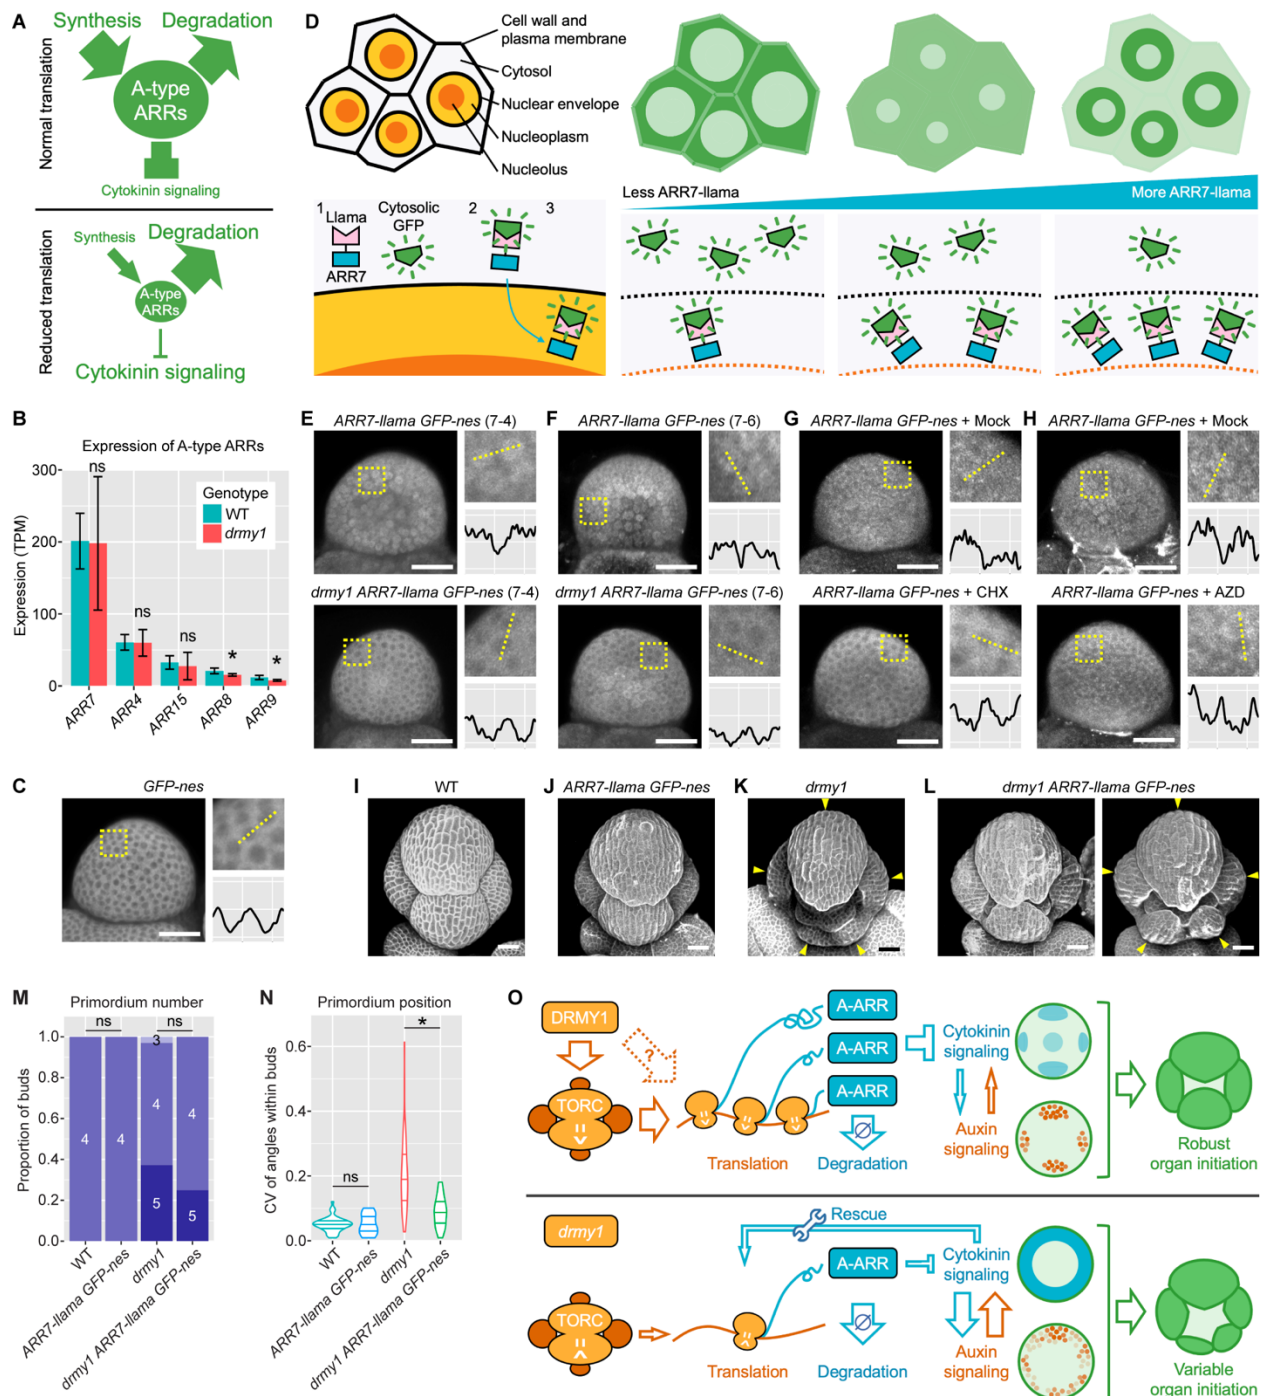 A
Synthesis
Degradation
A-type
ARRs
Cytokinin signaling
Normal translation
Synthesis
Degradation
A-type
ARRs
Cytokinin signaling
Reduced translation
D
Cell wall and
plasma membrane
Cytosol
Nuclear envelope
Nucleoplasm
Nucleolus
Less ARR7-llama
More ARR7-llama
1
Llama
ARR7
Cytosolic
GFP
2
3
B
Expression of A-type ARRs
Expression (TPM)
300
200
100
0
ns
ns
ns
*
*
Genotype
WT
drmy1
ARR7
ARR4
ARR15
ARR8
ARR9
E
ARR7-llama GFP-nes (7-4)
drmy1 ARR7-llama GFP-nes (7-4)
F
ARR7-llama GFP-nes (7-6)
drmy1 ARR7-llama GFP-nes (7-6)
G
ARR7-llama GFP-nes + Mock
ARR7-llama GFP-nes + CHX
H
ARR7-llama GFP-nes + Mock
ARR7-llama GFP-nes + AZD
C
GFP-nes
I
WT
J
ARR7-llama GFP-nes
K
drmy1
L
drmy1 ARR7-llama GFP-nes
M
Primordium number
Proportion of buds
1.0
0.8
0.6
0.4
0.2
0.0
ns
ns
3
4
4
4
4
5
5
WT
ARR7-llama GFP-nes
drmy1
drmy1 ARR7-llama GFP-nes
N
Primordium position
CV of angles within buds
0.6
0.4
0.2
0.0
ns
*
WT
ARR7-llama GFP-nes
drmy1
drmy1 ARR7-llama GFP-nes
O
DRMY1
?
TORC
A-ARR
A-ARR
A-ARR
Translation
Degradation
Cytokinin
signaling
Auxin
signaling
Robust
organ initiation
drmy1
Rescue
TORC
A-ARR
Translation
Degradation
Cytokinin
signaling
Auxin
signaling
Variable
organ initiation